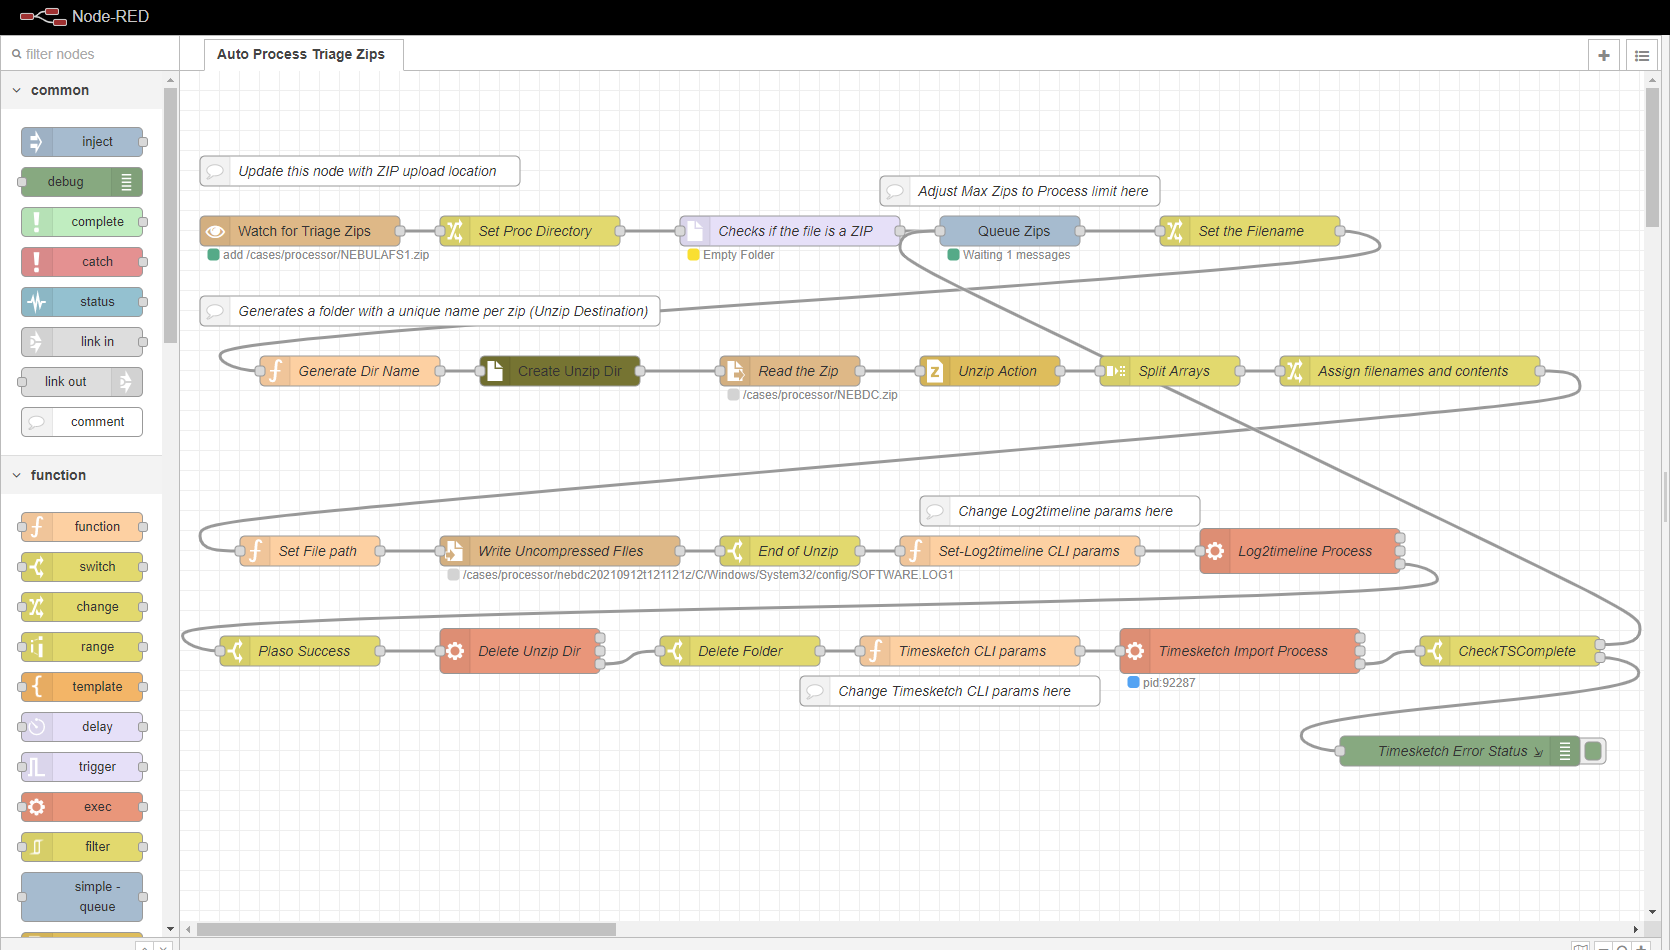 Node-RED
filter nodes
Auto Process Triage Zips
common
inject
debug
complete
catch
status
link in
link out
comment
function
function
switch
change
range
template
delay
trigger
exec
filter
simple -
queue
Update this node with ZIP upload location
Adjust Max Zips to Process limit here
Watch for Triage Zips
Set Proc Directory
Checks if the file is a ZIP
Queue Zips
Set the Filename
add /cases/processor/NEBULAFS1.zip
Empty Folder
Waiting 1 messages
Generates a folder with a unique name per zip (Unzip Destination)
Generate Dir Name
Create Unzip Dir
Read the Zip
Unzip Action
Split Arrays
Assign filenames and contents
/cases/processor/NEBDC.zip
Change Log2timeline params here
Set File path
Write Uncompressed FIles
End of Unzip
Set-Log2timeline CLI params
Log2timeline Process
/cases/processor/nebdc20210912t121121z/C/Windows/System32/config/SOFTWARE.LOG1
Plaso Success
Delete Unzip Dir
Delete Folder
Timesketch CLI params
Timesketch Import Process
CheckTSComplete
Change Timesketch CLI params here
pid:92287
Timesketch Error Status